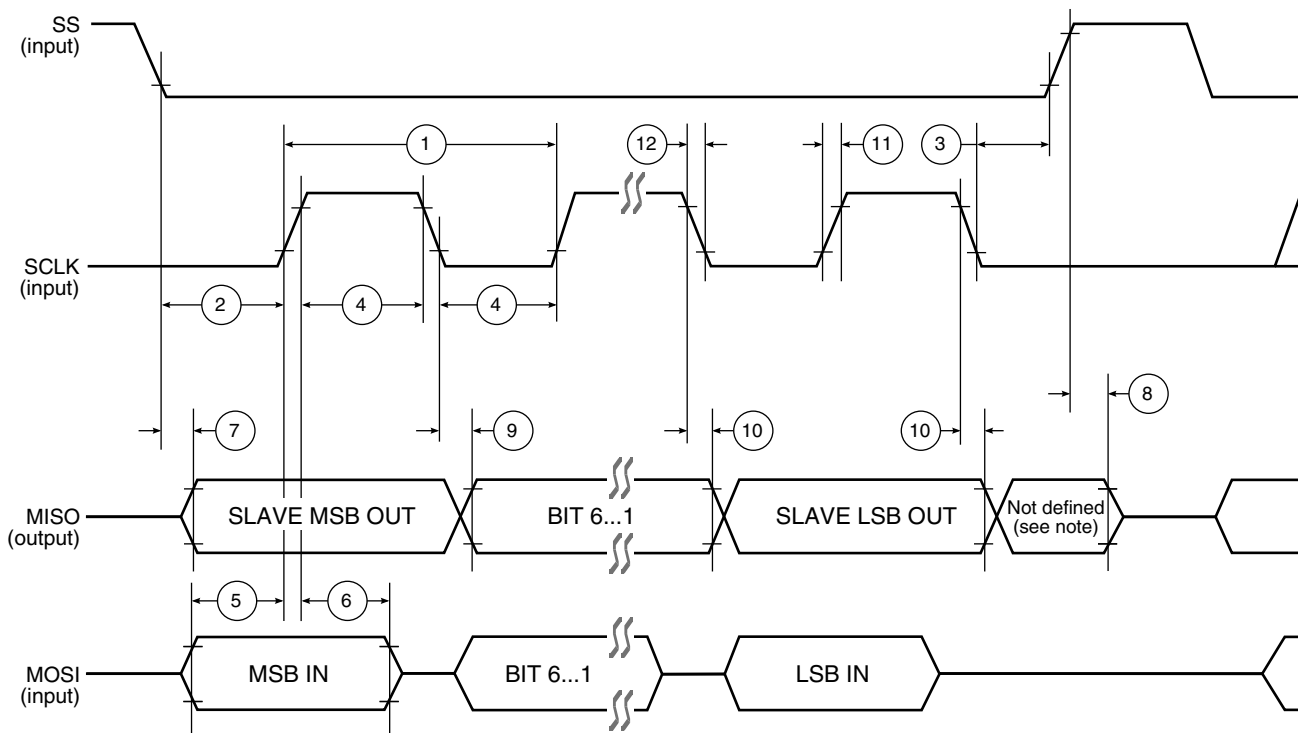 SS
(input)
1
12
11
3
SCLK
(input)
2
4
4
7
9
10
10
8
MISO
(output)
SLAVE MSB OUT
BIT 6...1
SLAVE LSB OUT
Not defined
(see note)
5
6
MOSI
(input)
MSB IN
BIT 6...1
LSB IN